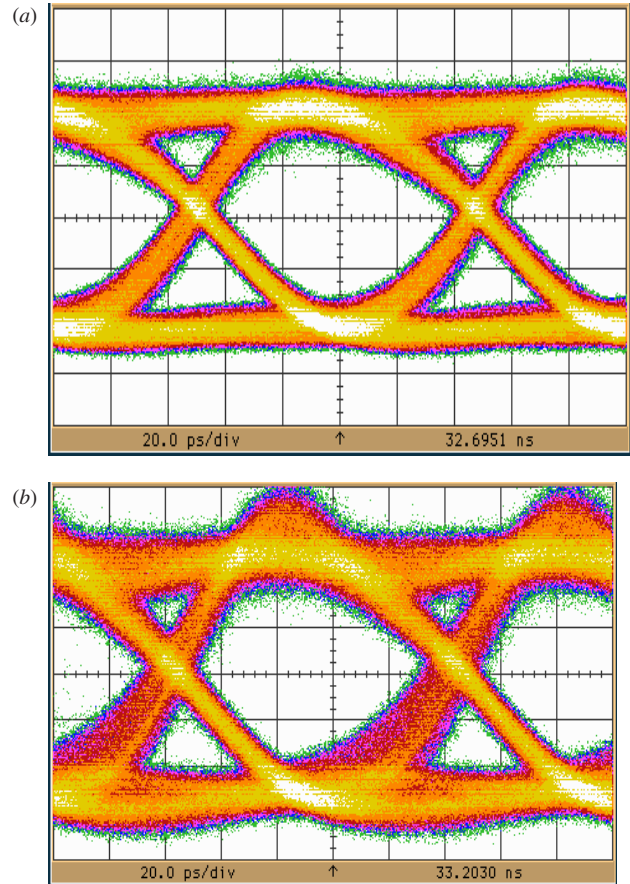 (a)
20.0 ps/div ↑ 32.6951 ns
(b)
20.0 ps/div ↑ 33.2030 ns